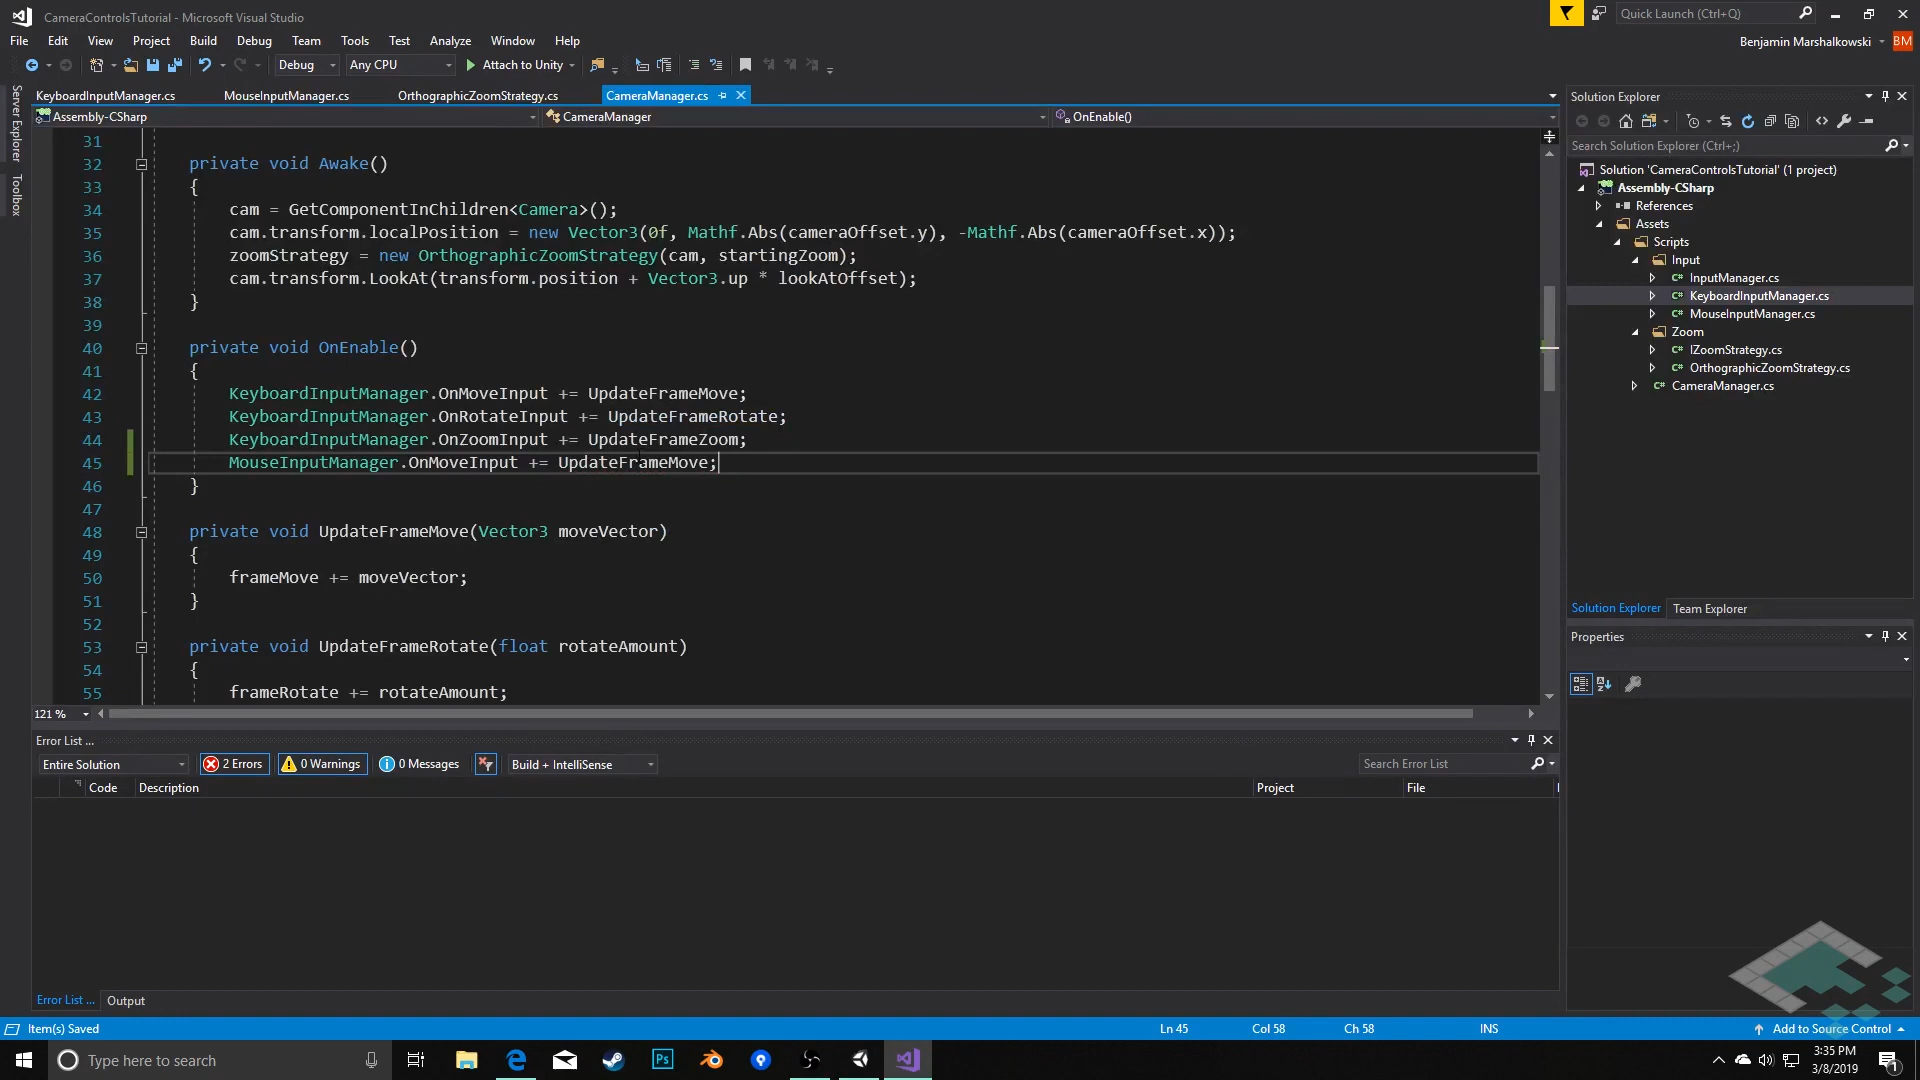 CameraControlsTutorial - Microsoft Visual Studio
Quick Launch (Ctrl+Q)
File Edit View Project Build Debug Team Tools Test Analyze Window Help
Benjamin Marshalkowski BM
Debug Any CPU Attach to Unity
Server Explorer
Toolbox
KeyboardInputManager.cs MouseInputManager.cs OrthographicZoomStrategy.cs CameraManager.cs
Assembly-CSharp CameraManager OnEnable()
31
32 private void Awake()
33 {
34 cam = GetComponentInChildren<Camera>();
35 cam.transform.localPosition = new Vector3(0f, Mathf.Abs(cameraOffset.y), -Mathf.Abs(cameraOffset.x));
36 zoomStrategy = new OrthographicZoomStrategy(cam, startingZoom);
37 cam.transform.LookAt(transform.position + Vector3.up * lookAtOffset);
38 }
39
40 private void OnEnable()
41 {
42 KeyboardInputManager.OnMoveInput += UpdateFrameMove;
43 KeyboardInputManager.OnRotateInput += UpdateFrameRotate;
44 KeyboardInputManager.OnZoomInput += UpdateFrameZoom;
45 MouseInputManager.OnMoveInput += UpdateFrameMove;
46 }
47
48 private void UpdateFrameMove(Vector3 moveVector)
49 {
50 frameMove += moveVector;
51 }
52
53 private void UpdateFrameRotate(float rotateAmount)
54 {
55 frameRotate += rotateAmount;
121 %
Solution Explorer
Search Solution Explorer (Ctrl+;)
Solution 'CameraControlsTutorial' (1 project)
Assembly-CSharp
References
Assets
Scripts
Input
InputManager.cs
KeyboardInputManager.cs
MouseInputManager.cs
Zoom
IZoomStrategy.cs
OrthographicZoomStrategy.cs
CameraManager.cs
Solution Explorer Team Explorer
Properties
Error List ...
Entire Solution 2 Errors 0 Warnings 0 Messages Build + IntelliSense Search Error List
Code Description Project File
Error List ... Output
Item(s) Saved Ln 45 Col 58 Ch 58 INS Add to Source Control
Type here to search
Ps
3:35 PM
3/8/2019
1